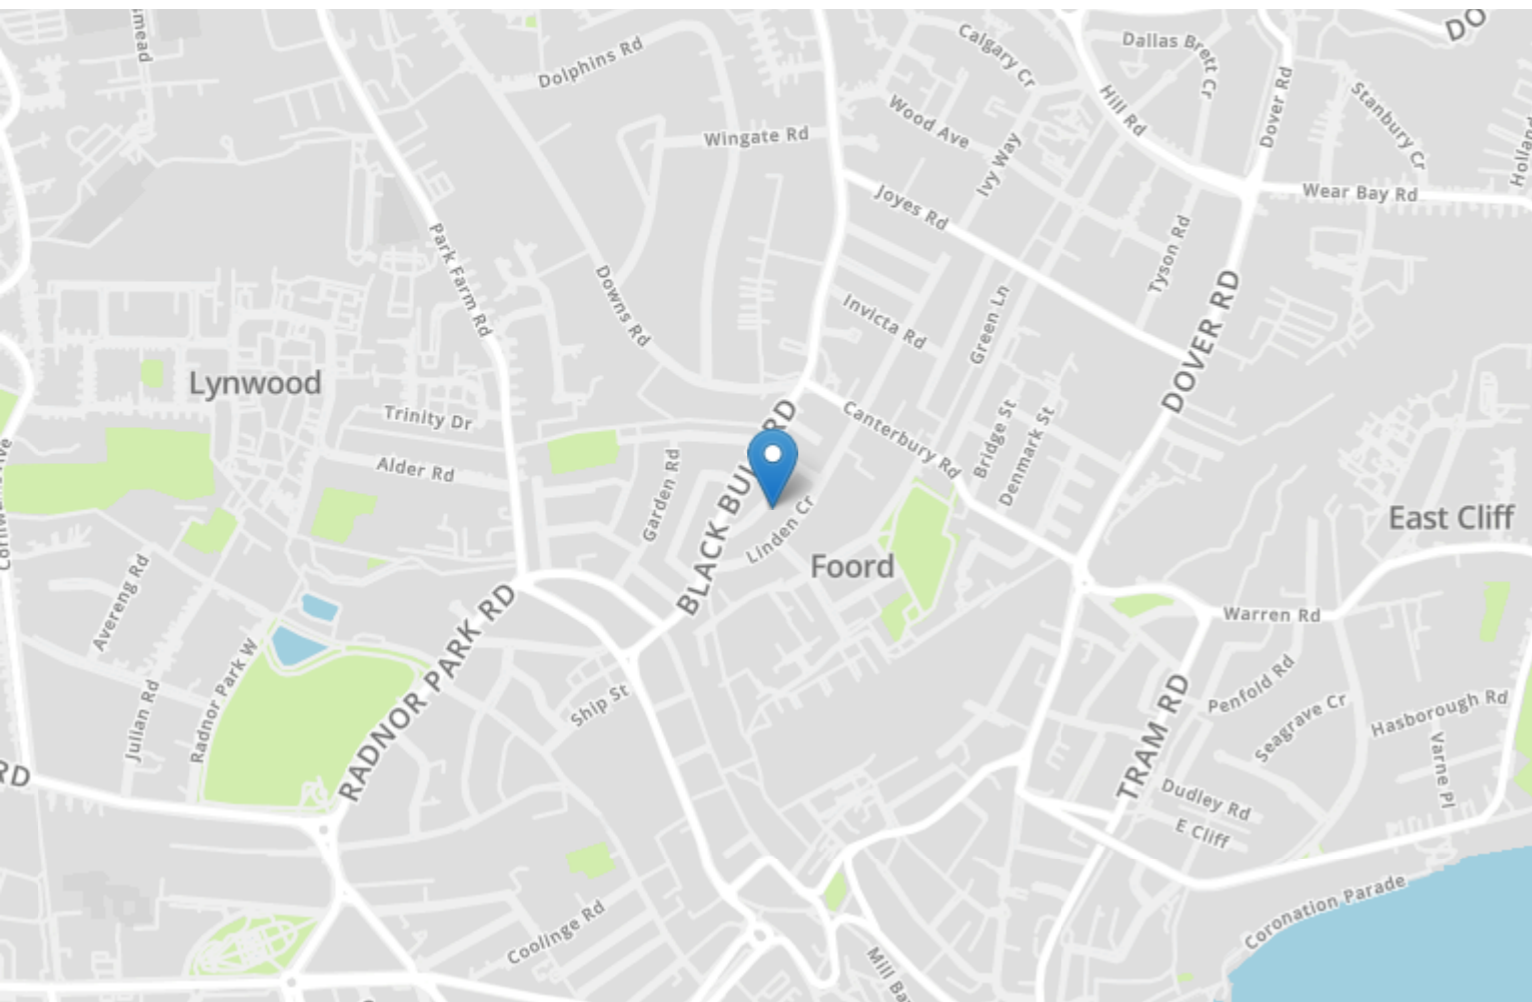 DO
Dolphins Rd
Calgary Cr
Dallas Brett Cr
Hill Rd
Dover Rd
Stanbury Cr
Wood Ave
Wingate Rd
Ivy Way
Wear Bay Rd
Joyes Rd
Tyson Rd
Park Farm Rd
Downs Rd
Invicta Rd
Green Ln
DOVER RD
Lynwood
Trinity Dr
Canterbury Rd
Bridge St
Denmark St
Alder Rd
Garden Rd
BLACK
RD
Linden Cr
East Cliff
Foord
Avereng Rd
RADNOR PARK RD
Warren Rd
Radnor Park W
Julian Rd
Ship St
Penfold Rd
Seagrave Cr
Hasborough Rd
Varne Pl
TRAM RD
RD
Dudley Rd
E Cliff
Coronation Parade
Coolinge Rd
Mill